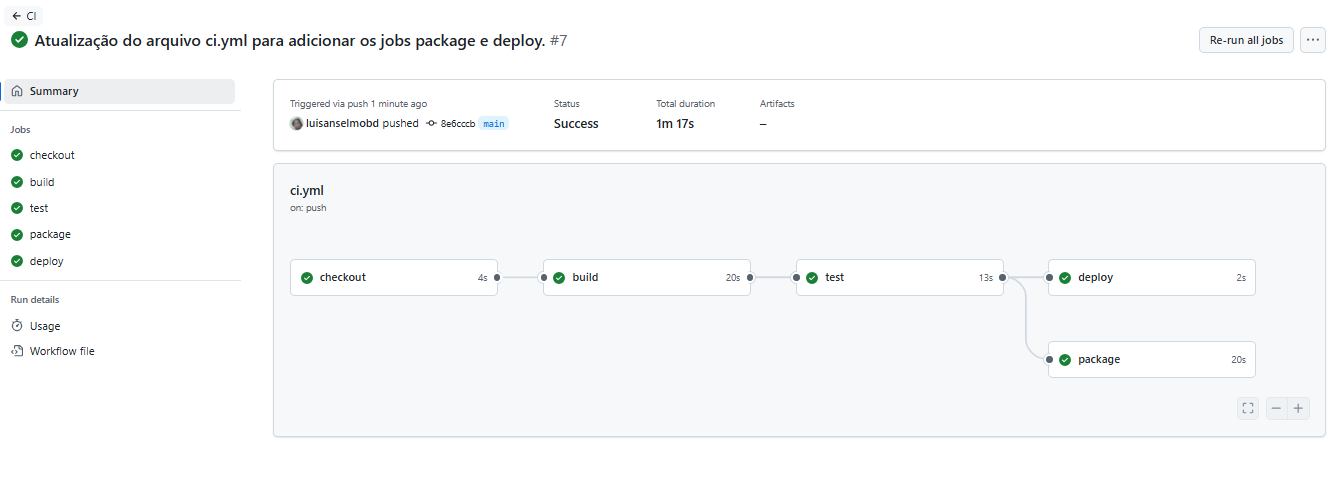 CI
Atualização do arquivo ci.yml para adicionar os jobs package e deploy. #7
Re-run all jobs
Summary
Jobs
checkout
build
test
package
deploy
Run details
Usage
Workflow file
Triggered via push 1 minute ago
luisanselmobd pushed 8e6cccb main
Status
Success
Total duration
1m 17s
Artifacts
–
ci.yml
on: push
checkout 4s
build 20s
test 13s
deploy 2s
package 20s